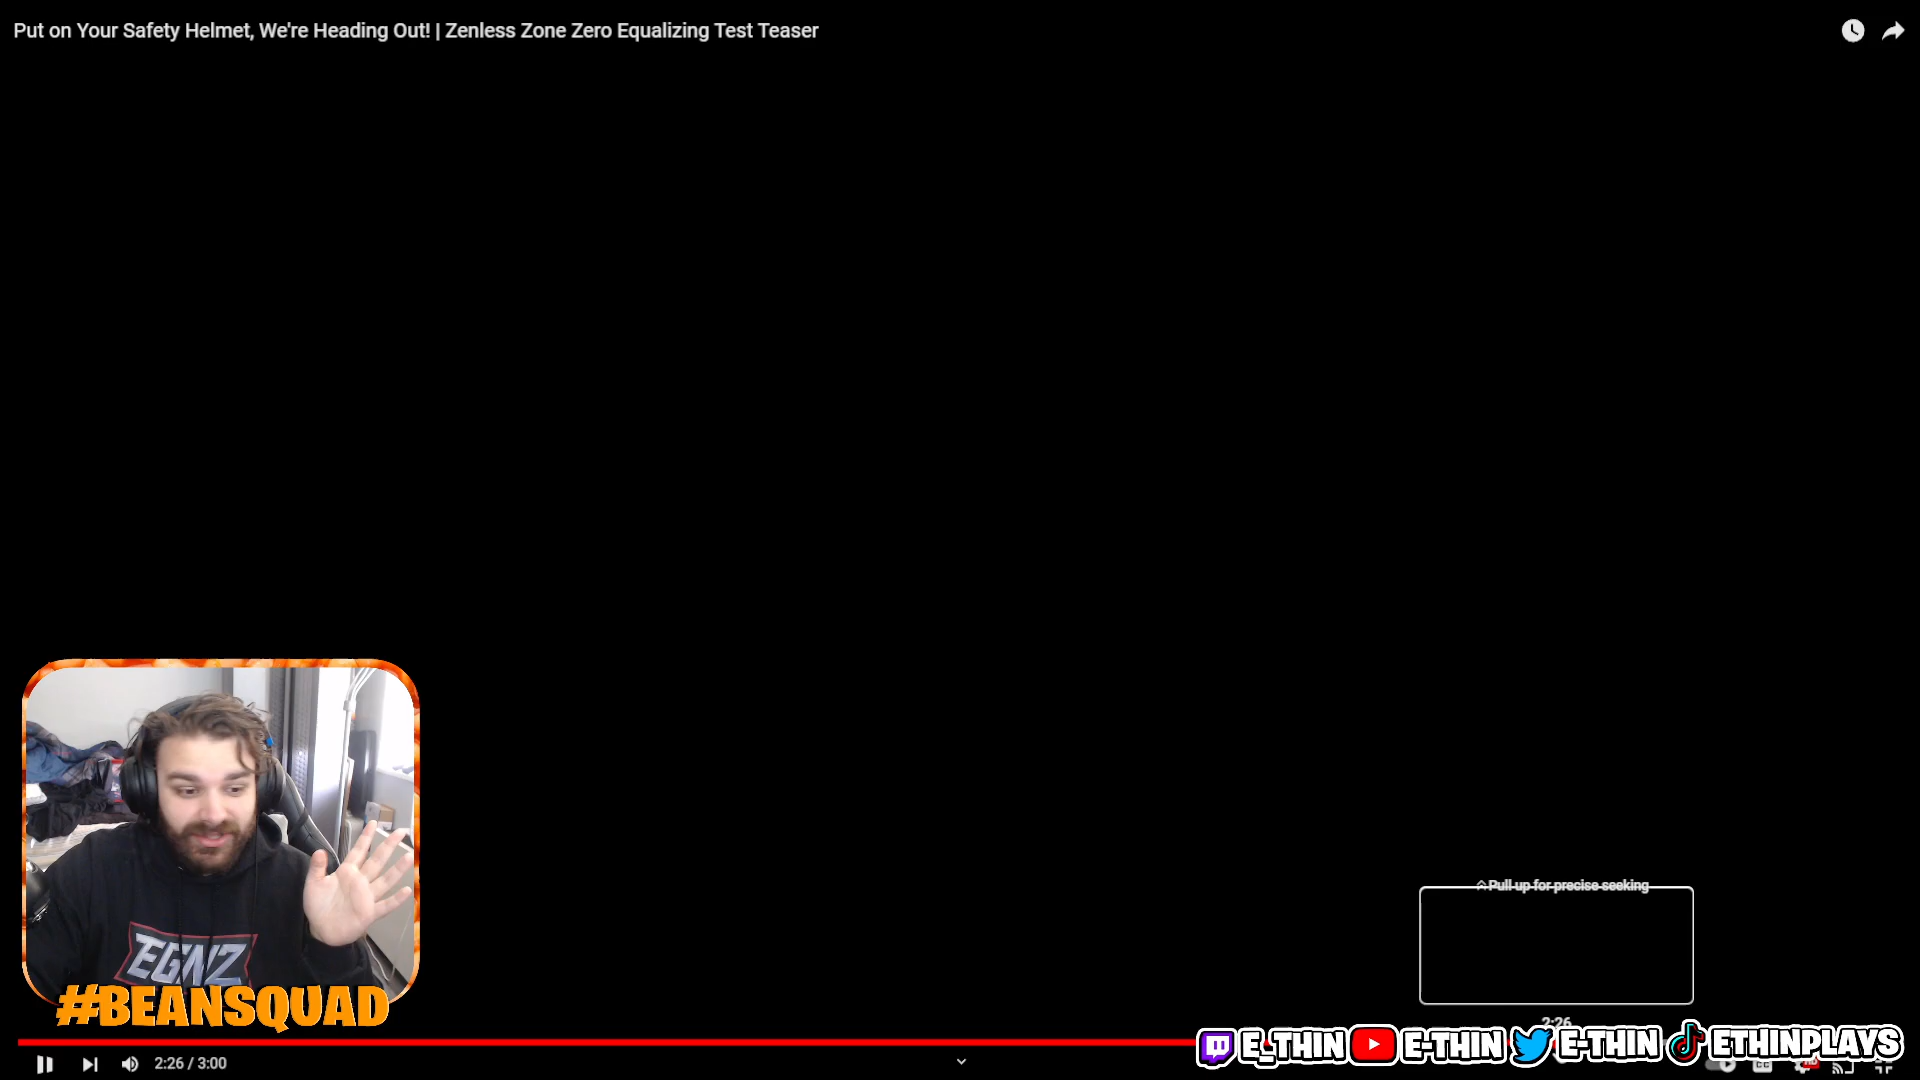 Put on Your Safety Helmet, We're Heading Out! | Zenless Zone Zero Equalizing Test Teaser
Pull up for precise seeking
EGNZ
#BEANSQUAD
2:26
2:26 / 3:00
E_THIN E-THIN E-THIN ETHINPLAYS